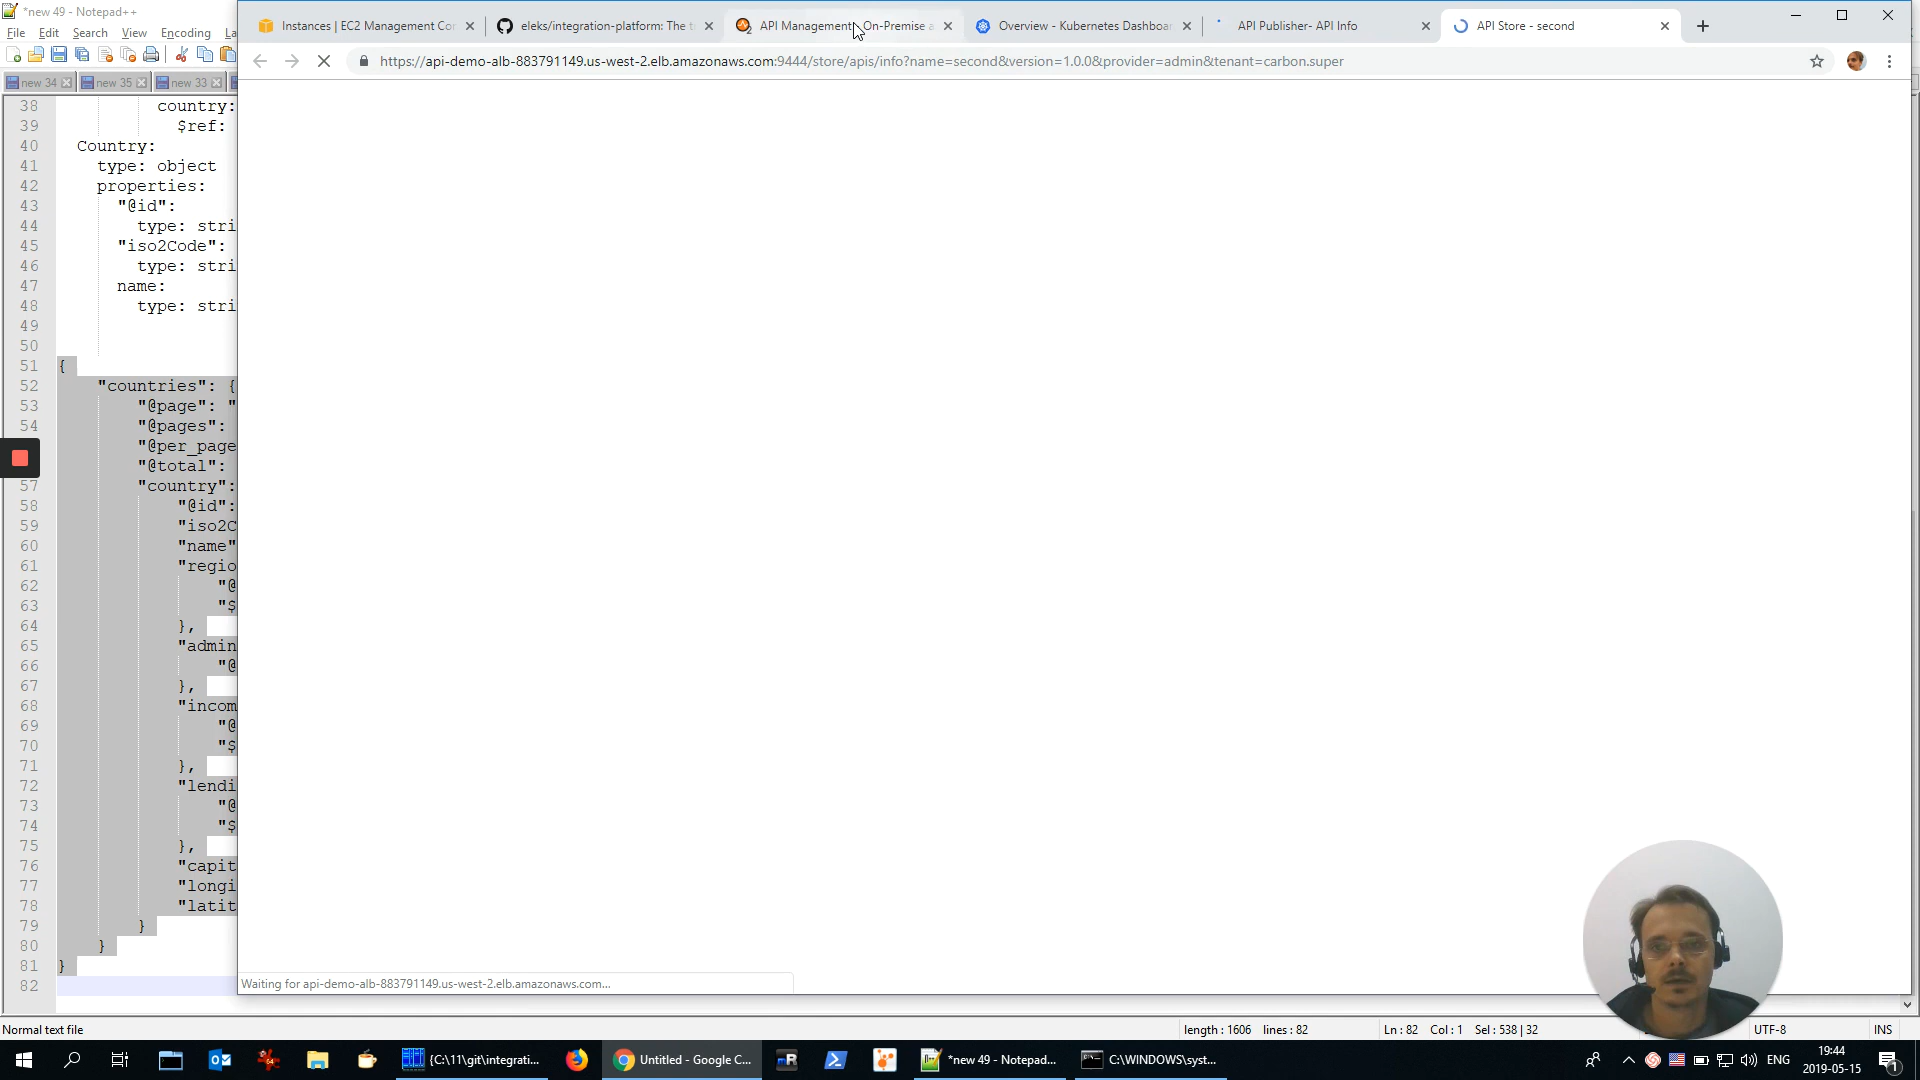 *new 49 - Notepad++
File Edit Search View Encoding La
new 34 new 35 new 33
38 country:
39 $ref:
40 Country:
41 type: object
42 properties:
43 "@id":
44 type: stri
45 "iso2Code":
46 type: stri
47 name:
48 type: stri
49
50
51 {
52 "countries": {
53 "@page": "
54 "@pages":
"@per_page
"@total":
57 "country":
58 "@id":
59 "iso2C
60 "name"
61 "regio
62 "@
63 "$
64 },
65 "admin
66 "@
67 },
68 "incom
69 "@
70 "$
71 },
72 "lendi
73 "@
74 "$
75 },
76 "capit
77 "longi
78 "latit
79 }
80 }
81 }
82
Instances | EC2 Management Con
eleks/integration-platform: The t
API Management On-Premise a
Overview - Kubernetes Dashboar
API Publisher- API Info
API Store - second
https://api-demo-alb-883791149.us-west-2.elb.amazonaws.com:9444/store/apis/info?name=second&version=1.0.0&provider=admin&tenant=carbon.super
Waiting for api-demo-alb-883791149.us-west-2.elb.amazonaws.com...
Normal text file length : 1606 lines : 82 Ln : 82 Col : 1 Sel : 538 | 32 UTF-8 INS
{C:\11\git\integrati... Untitled - Google C... mR *new 49 - Notepad... C:\WINDOWS\syst... ENG 19:44
2019-05-15